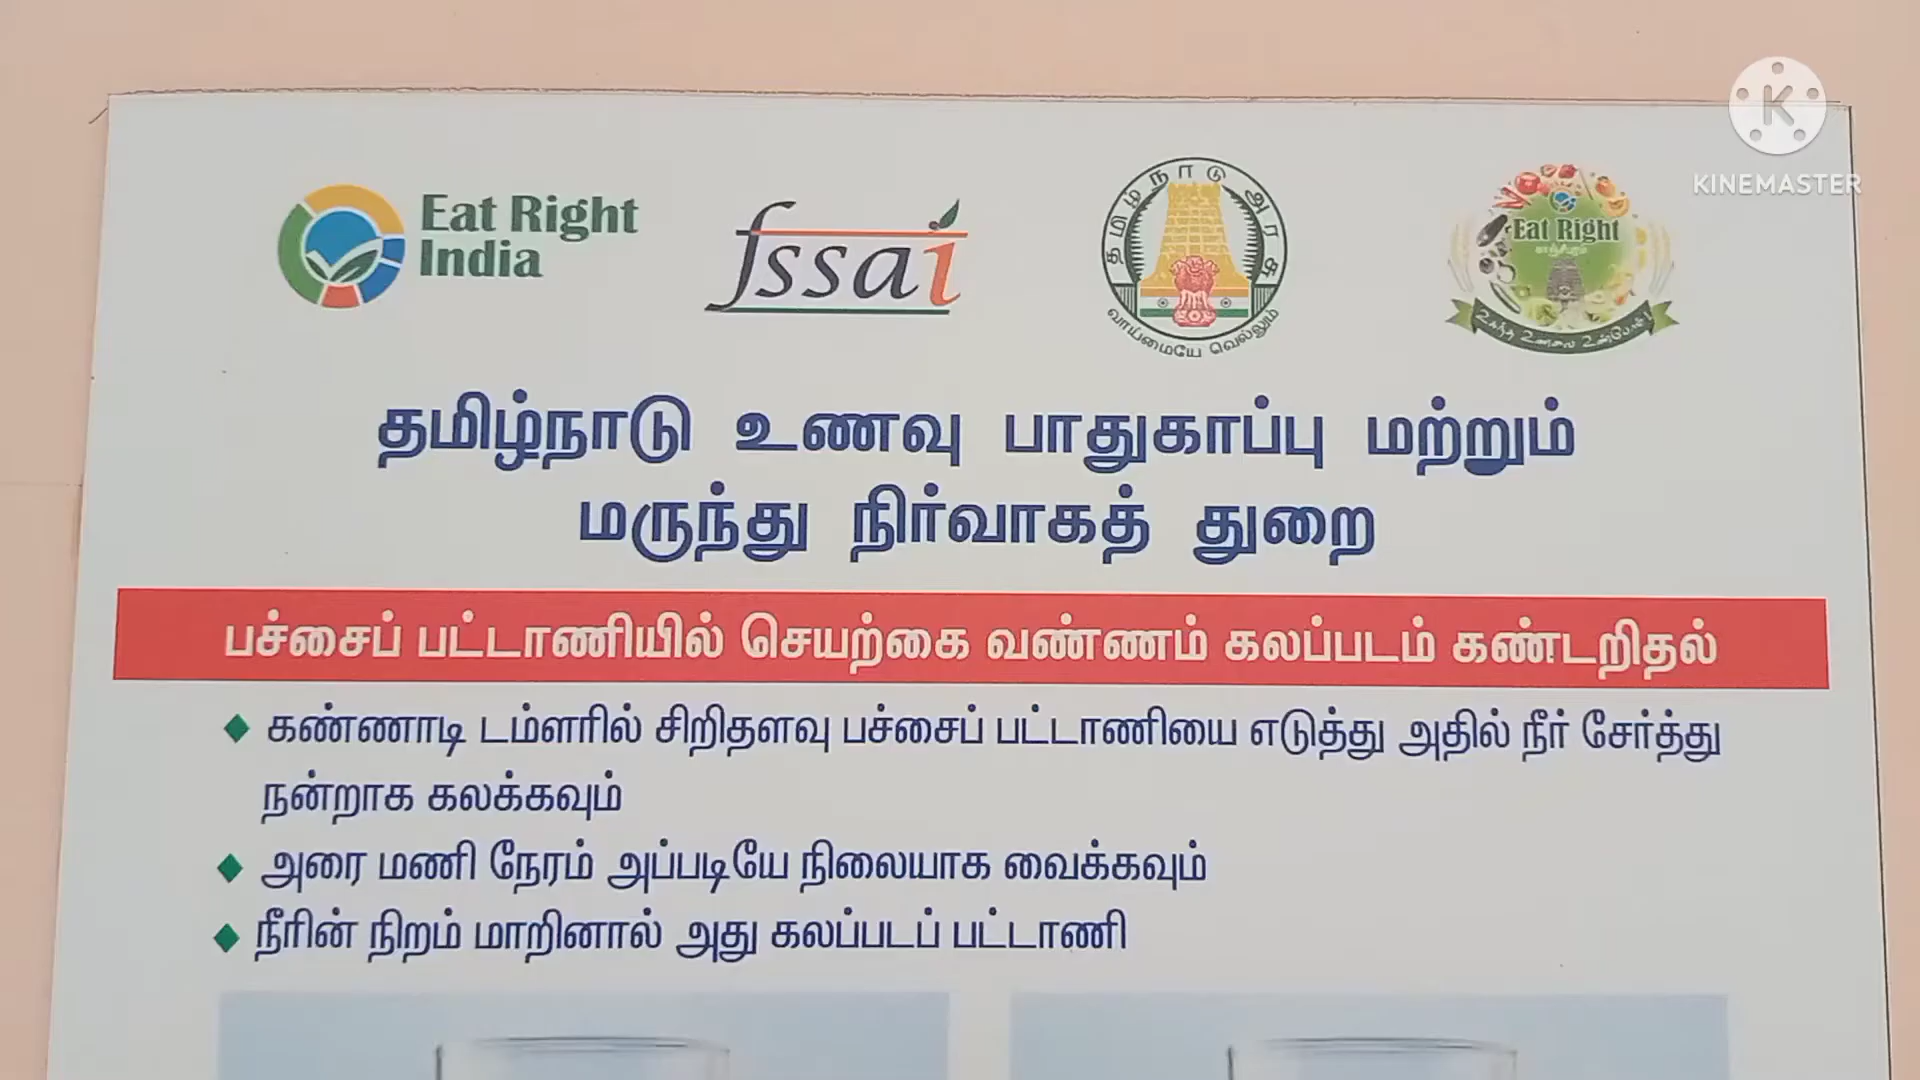 Eat Right
India
fssai
தமிழ்நாடு அரசு
வாய்மையே வெல்லும்
Eat Right
KINEMASTER
தமிழ்நாடு உணவு பாதுகாப்பு மற்றும்
மருந்து நிர்வாகத் துறை
பச்சைப் பட்டாணியில் செயற்கை வண்ணம் கலப்படம் கண்டறிதல்
கண்ணாடி டம்ளரில் சிறிதளவு பச்சைப் பட்டாணியை எடுத்து அதில் நீர் சேர்த்து
நன்றாக கலக்கவும்
அரை மணி நேரம் அப்படியே நிலையாக வைக்கவும்
நீரின் நிறம் மாறினால் அது கலப்படப் பட்டாணி